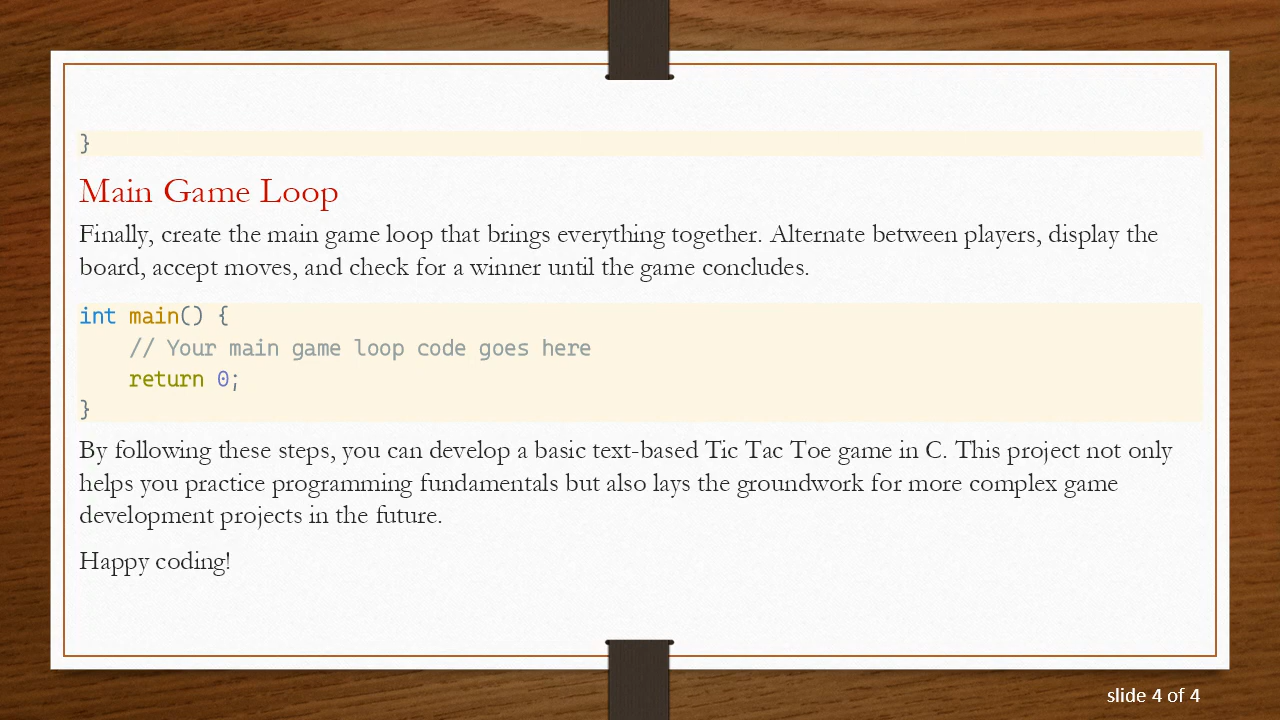 }
Main Game Loop
Finally, create the main game loop that brings everything together. Alternate between players, display the
board, accept moves, and check for a winner until the game concludes.
int main() {
    // Your main game loop code goes here
    return 0;
}
By following these steps, you can develop a basic text-based Tic Tac Toe game in C. This project not only
helps you practice programming fundamentals but also lays the groundwork for more complex game
development projects in the future.
Happy coding!
slide 4 of 4